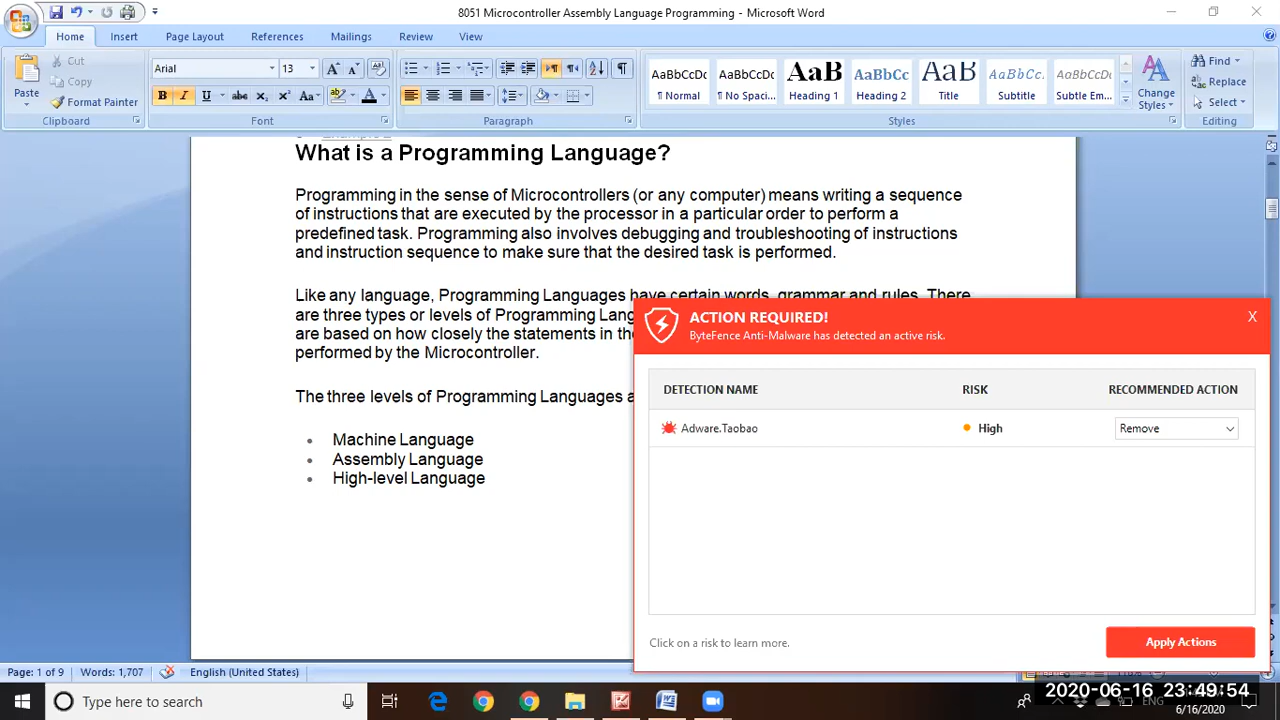 8051 Microcontroller Assembly Language Programming - Microsoft Word
Home Insert Page Layout References Mailings Review View
Paste
Cut
Copy
Format Painter
Clipboard
Arial 13
Font
Paragraph
AaBbCcDc AaBbCcDc AaB AaBbCc AaB AaBbCc AaBbCcDc
¶ Normal ¶ No Spaci... Heading 1 Heading 2 Title Subtitle Subtle Em...
Change
Styles
Styles
Find
Replace
Select
Editing
What is a Programming Language?
Programming in the sense of Microcontrollers (or any computer) means writing a sequence
of instructions that are executed by the processor in a particular order to perform a
predefined task. Programming also involves debugging and troubleshooting of instructions
and instruction sequence to make sure that the desired task is performed.
Like any language, Programming Languages have certain words, grammar and rules. There
are three types or levels of Programming Lang
are based on how closely the statements in the
performed by the Microcontroller.
The three levels of Programming Languages a
• Machine Language
• Assembly Language
• High-level Language
ACTION REQUIRED!
ByteFence Anti-Malware has detected an active risk.
X
DETECTION NAME RISK RECOMMENDED ACTION
Adware.Taobao High Remove
Click on a risk to learn more.
Apply Actions
Page: 1 of 9 Words: 1,707 English (United States)
Type here to search
ENG
2020-06-16 23:49:54
6/16/2020